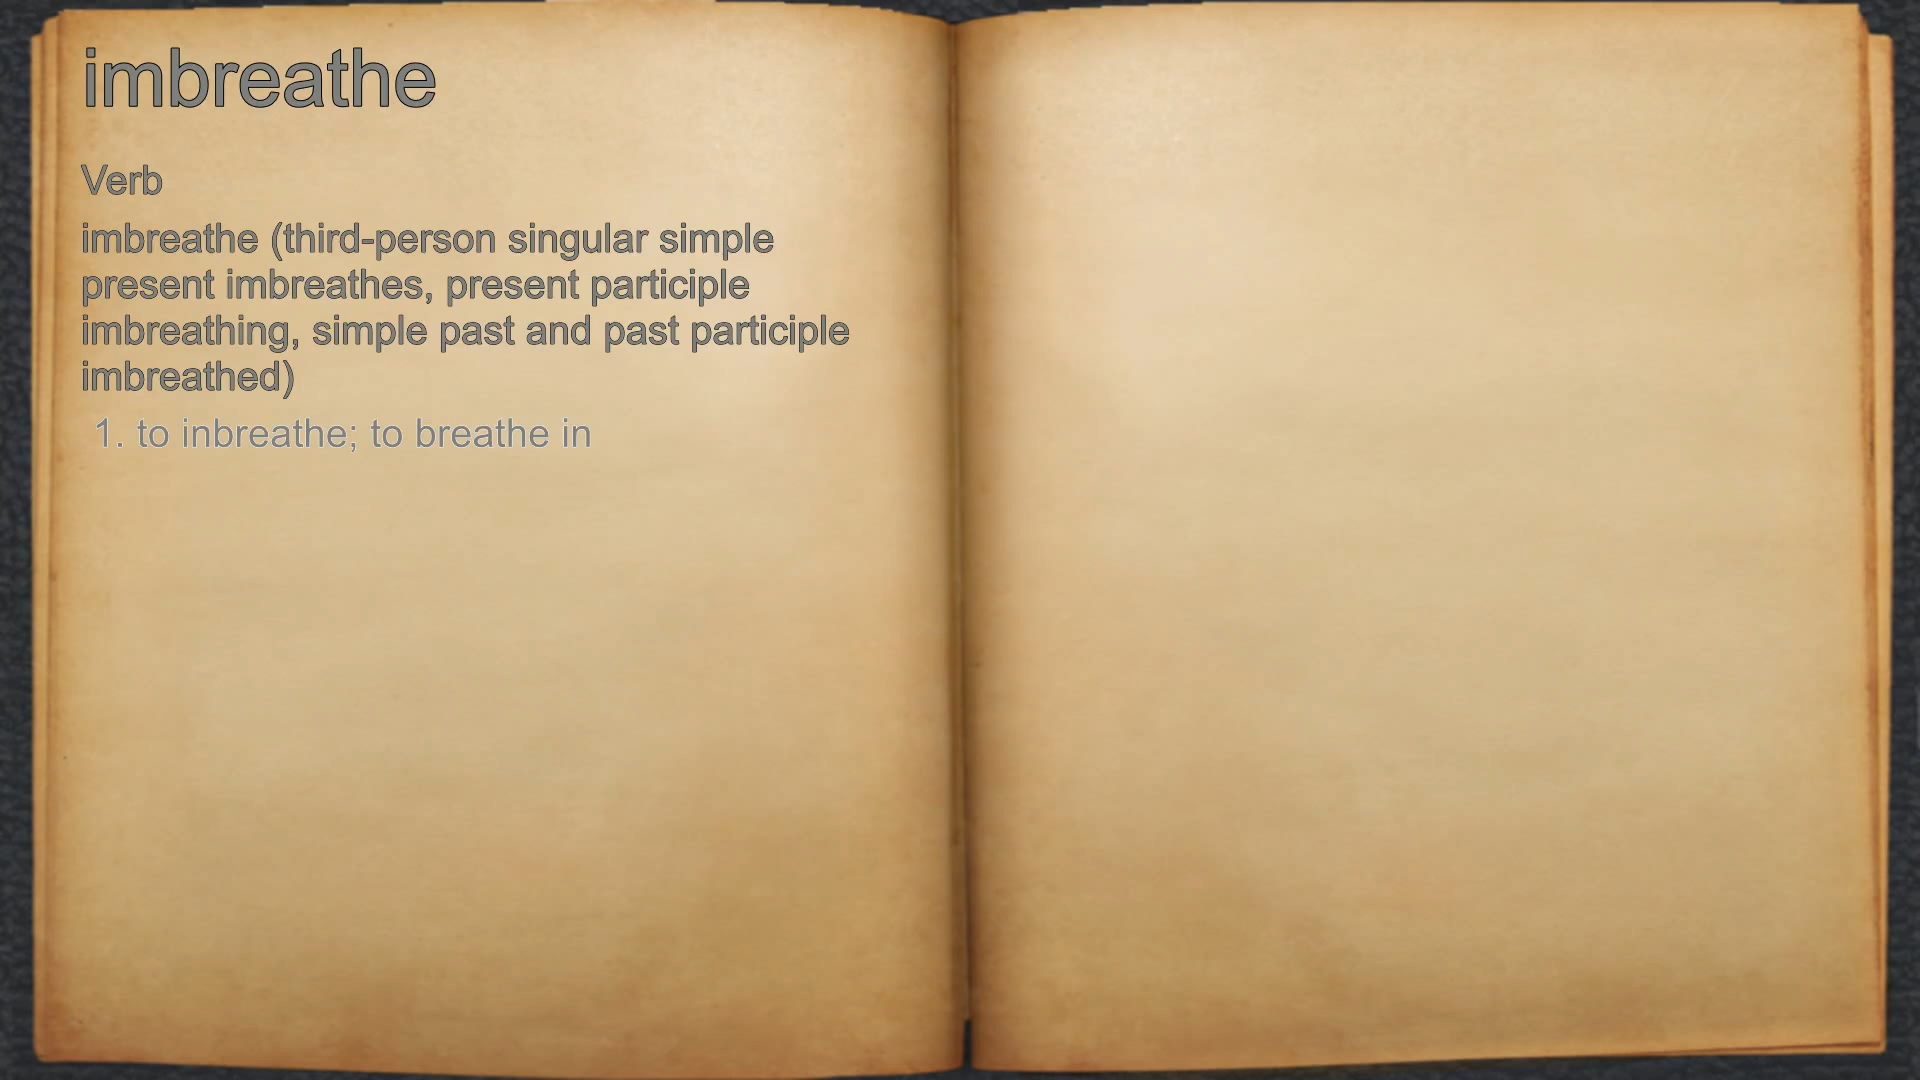 imbreathe
Verb
imbreathe (third-person singular simple
present imbreathes, present participle
imbreathing, simple past and past participle
imbreathed)
1. to inbreathe; to breathe in